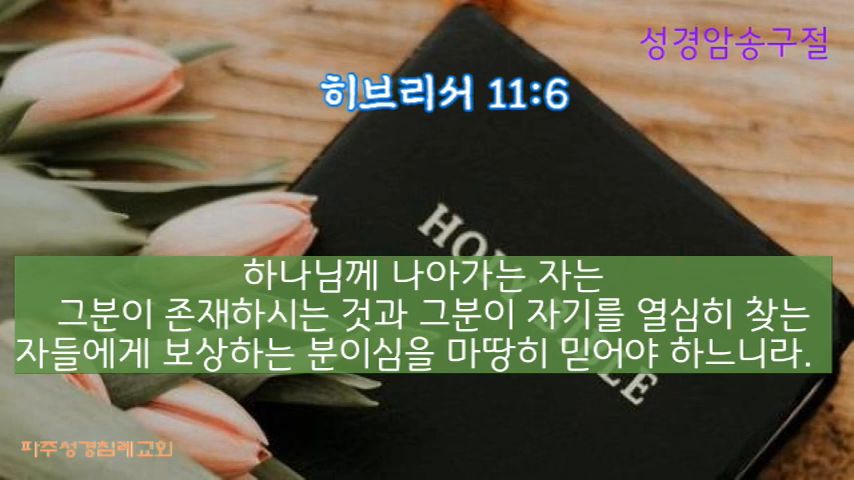 성경암송구절
히브리서 11:6
하나님께 나아가는 자는
그분이 존재하시는 것과 그분이 자기를 열심히 찾는
자들에게 보상하는 분이심을 마땅히 믿어야 하느니라.
파주성경침례교회